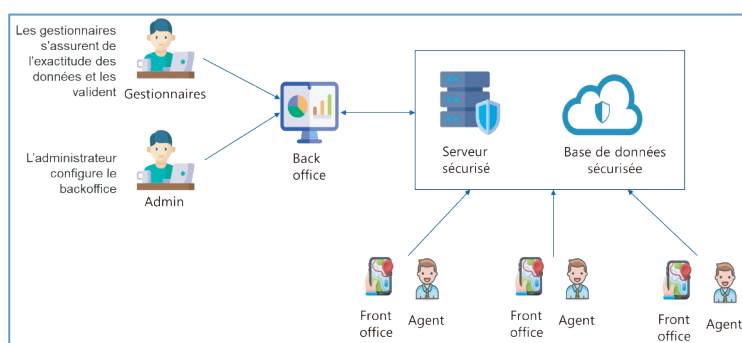 Les gestionnaires
s'assurent de
l'exactitude des
données et les
valident
Gestionnaires
L'administrateur
configure le
backoffice
Admin
Back
office
Serveur
sécurisé
Base de données
sécurisée
Front
office
Agent
Front
office
Agent
Front
office
Agent